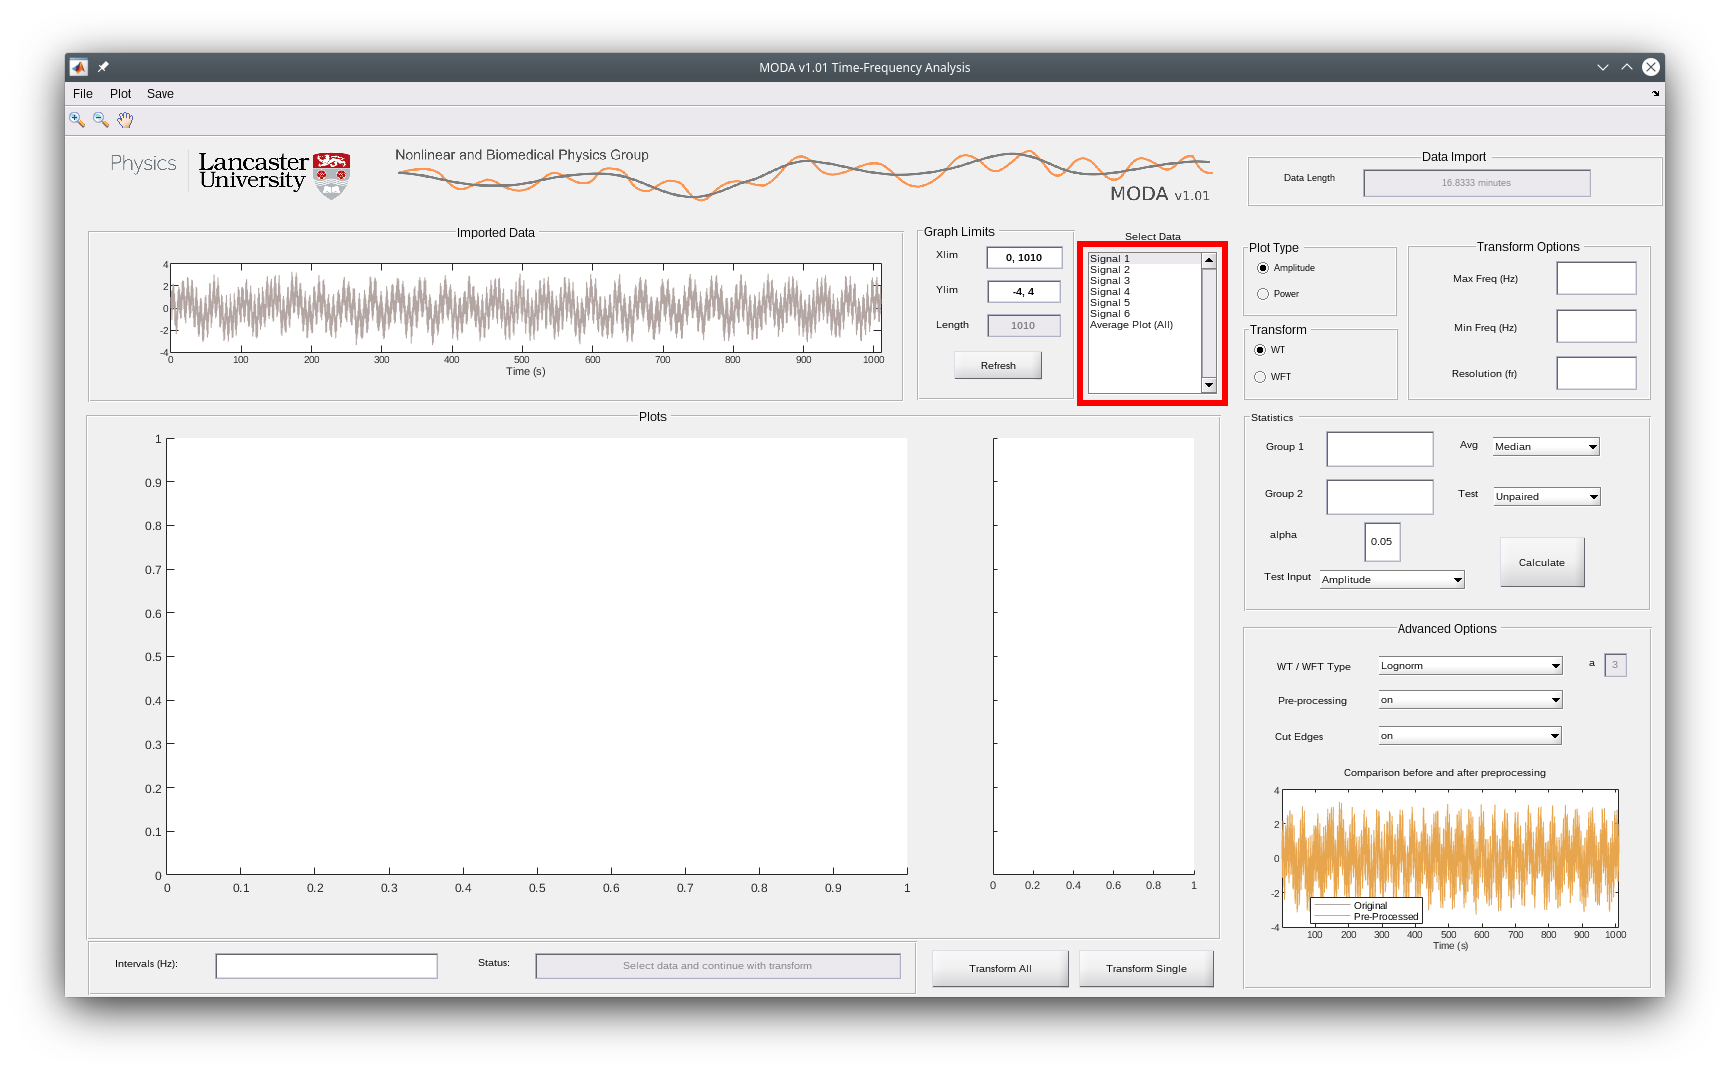 MODA v1.01 Time-Frequency Analysis
File Plot Save
Physics
Lancaster
University
Nonlinear and Biomedical Physics Group
MODA v1.01
Data Import
Data Length 16.8333 minutes
Imported Data
4
2
0
-2
-4
0 100 200 300 400 500 600 700 800 900 1000
Time (s)
Graph Limits
Xlim 0, 1010
Ylim -4, 4
Length 1010
Refresh
Select Data
Signal 1
Signal 2
Signal 3
Signal 4
Signal 5
Signal 6
Average Plot (All)
Plot Type
Amplitude
Power
Transform
WT
WFT
Transform Options
Max Freq (Hz)
Min Freq (Hz)
Resolution (fr)
Plots
1
0.9
0.8
0.7
0.6
0.5
0.4
0.3
0.2
0.1
0
0 0.1 0.2 0.3 0.4 0.5 0.6 0.7 0.8 0.9 1
0 0.2 0.4 0.6 0.8 1
Statistics
Group 1 Avg Median
Group 2 Test Unpaired
alpha 0.05
Calculate
Test Input Amplitude
Advanced Options
WT / WFT Type Lognorm a 3
Pre-processing on
Cut Edges on
Comparison before and after preprocessing
4
2
0
-2
-4
Original
Pre-Processed
100 200 300 400 500 600 700 800 900 1000
Time (s)
Intervals (Hz): Status: Select data and continue with transform
Transform All Transform Single